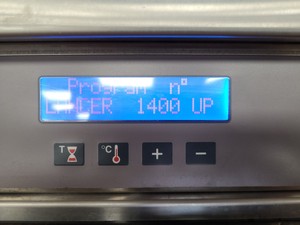 Program n°
LANCER 1400 UP
T °C + −